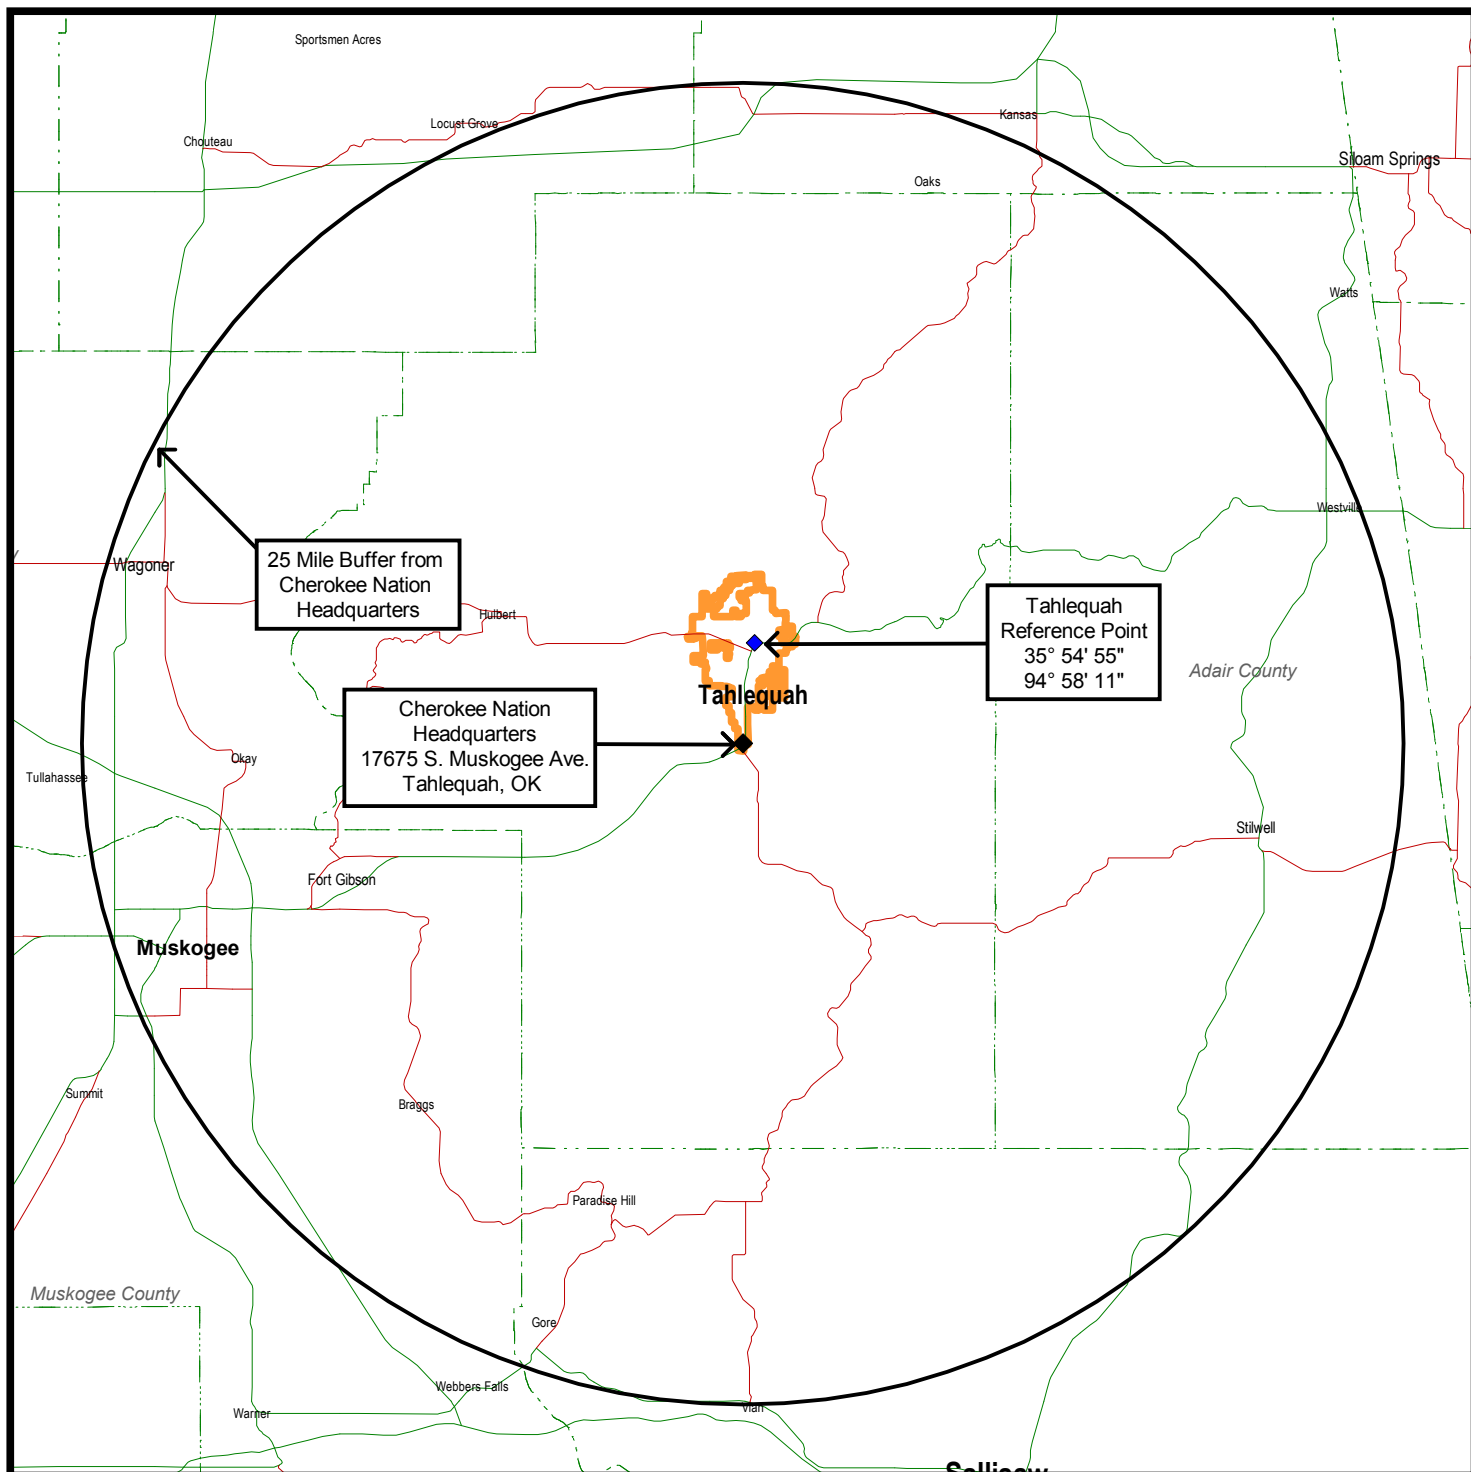 Sportsmen Acres
Locust Grove
Kansas
Chouteau
Siloam Springs
Oaks
Watts
Westville
25 Mile Buffer from
Cherokee Nation
Headquarters
Wagoner
Hulbert
Tahlequah
Reference Point
35° 54' 55"
94° 58' 11"
Adair County
Tahlequah
Cherokee Nation
Headquarters
17675 S. Muskogee Ave.
Tahlequah, OK
Okay
Tullahassee
Stilwell
Fort Gibson
Muskogee
Summit
Braggs
Paradise Hill
Muskogee County
Gore
Webbers Falls
Warner
Vian
Sallisaw